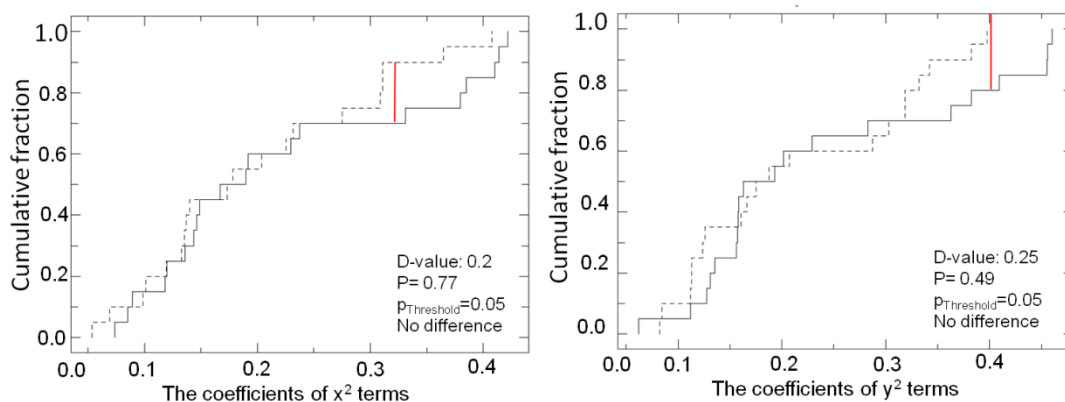 Cumulative fraction
1.0
0.8
0.6
0.4
0.2
0.0
D-value: 0.2
P= 0.77
pThreshold=0.05
No difference
0.0 0.1 0.2 0.3 0.4
The coefficients of x² terms
Cumulative fraction
1.0
0.8
0.6
0.4
0.2
0.0
D-value: 0.25
P= 0.49
pThreshold=0.05
No difference
0.0 0.1 0.2 0.3 0.4
The coefficients of y² terms